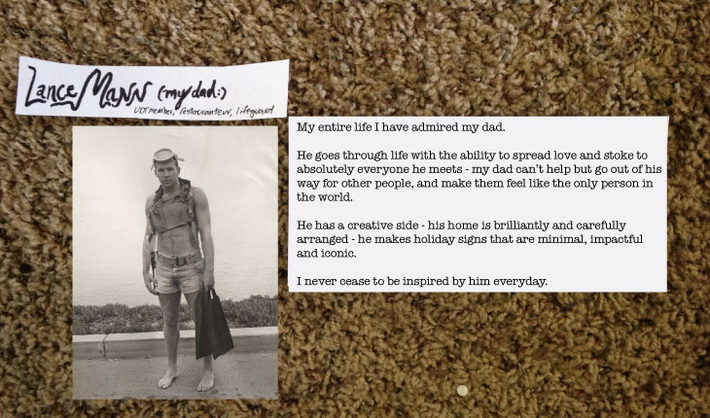 Lance Mann (my dad:)
UDT member, restauranteur, lifeguard
My entire life I have admired my dad.
He goes through life with the ability to spread love and stoke to
absolutely everyone he meets - my dad can't help but go out of his
way for other people, and make them feel like the only person in
the world.
He has a creative side - his home is brilliantly and carefully
arranged - he makes holiday signs that are minimal, impactful
and iconic.
I never cease to be inspired by him everyday.